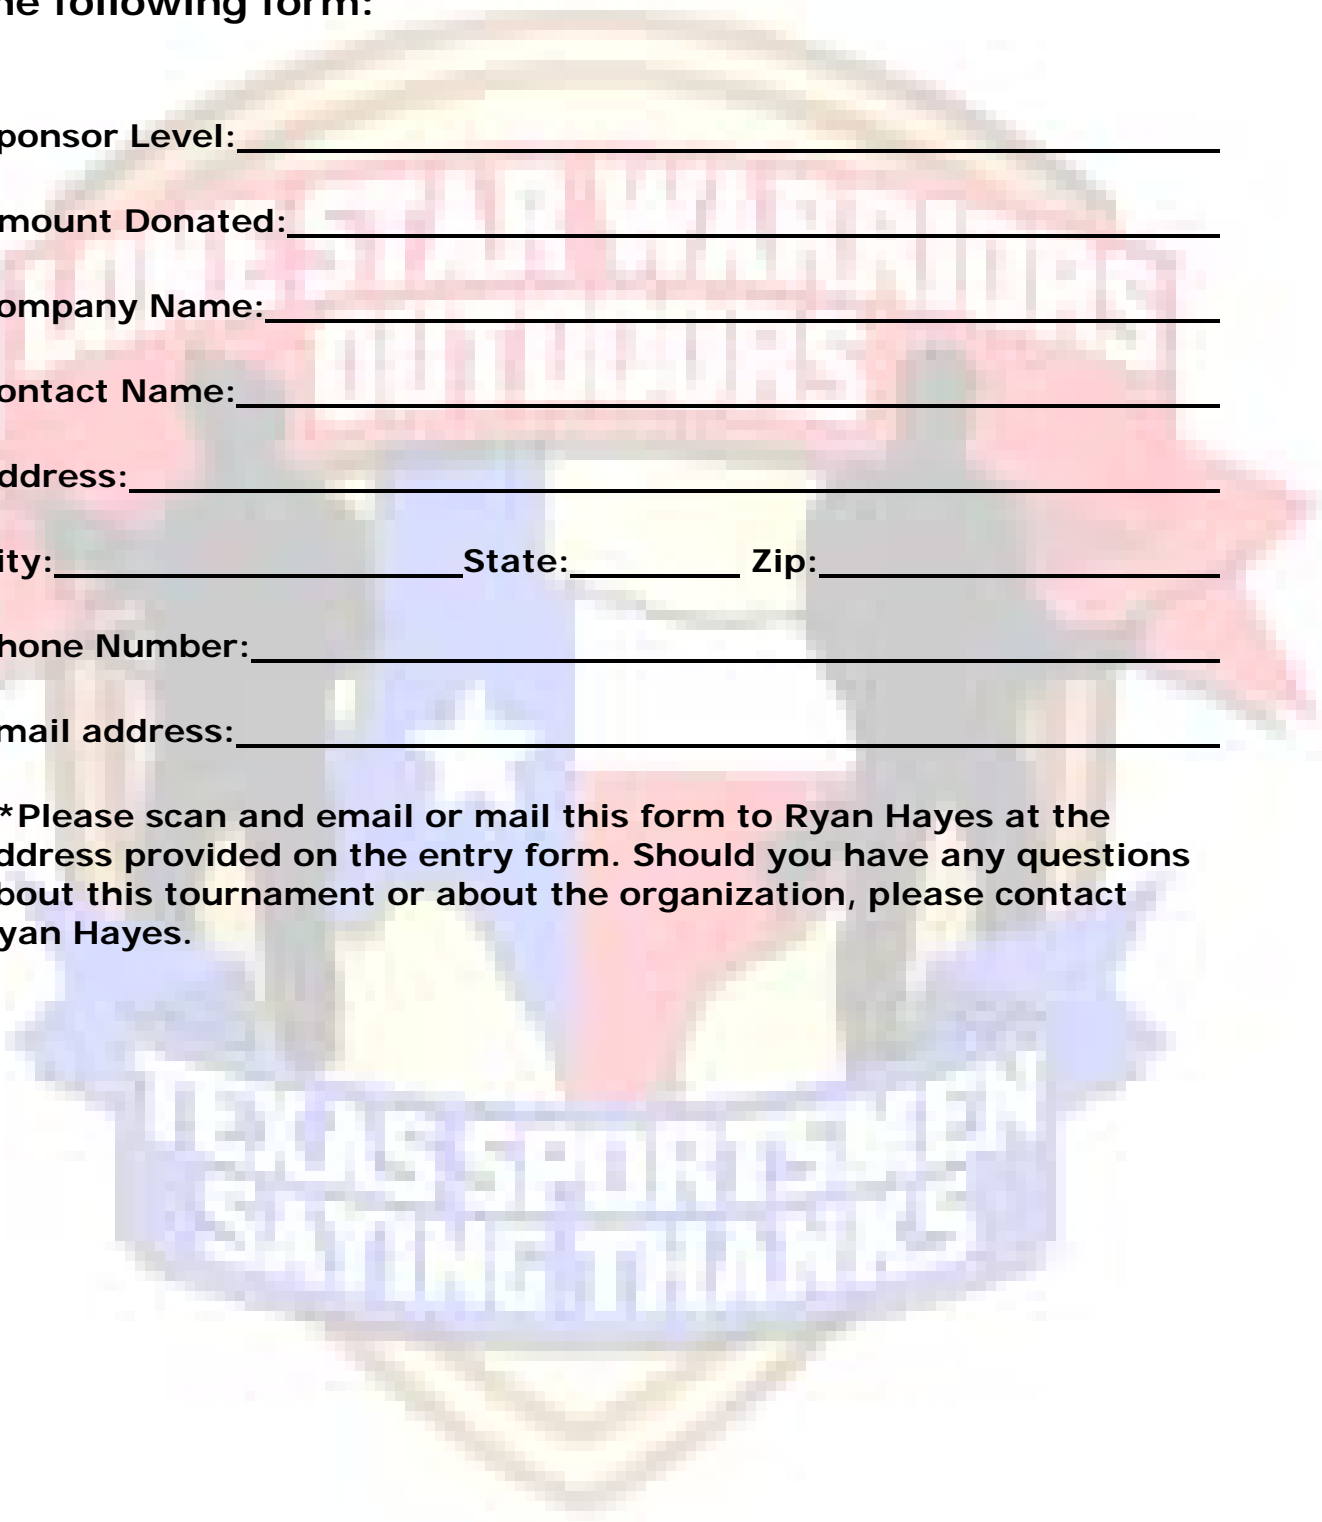 he following form:
ponsor Level:
mount Donated:
ompany Name:
ontact Name:
ddress:
ity: State: Zip:
hone Number:
mail address:
*Please scan and email or mail this form to Ryan Hayes at the
ddress provided on the entry form. Should you have any questions
bout this tournament or about the organization, please contact
yan Hayes.
LONE STAR WARRIORS
OUTDOORS
TEXAS SPORTSMEN
SAYING THANKS